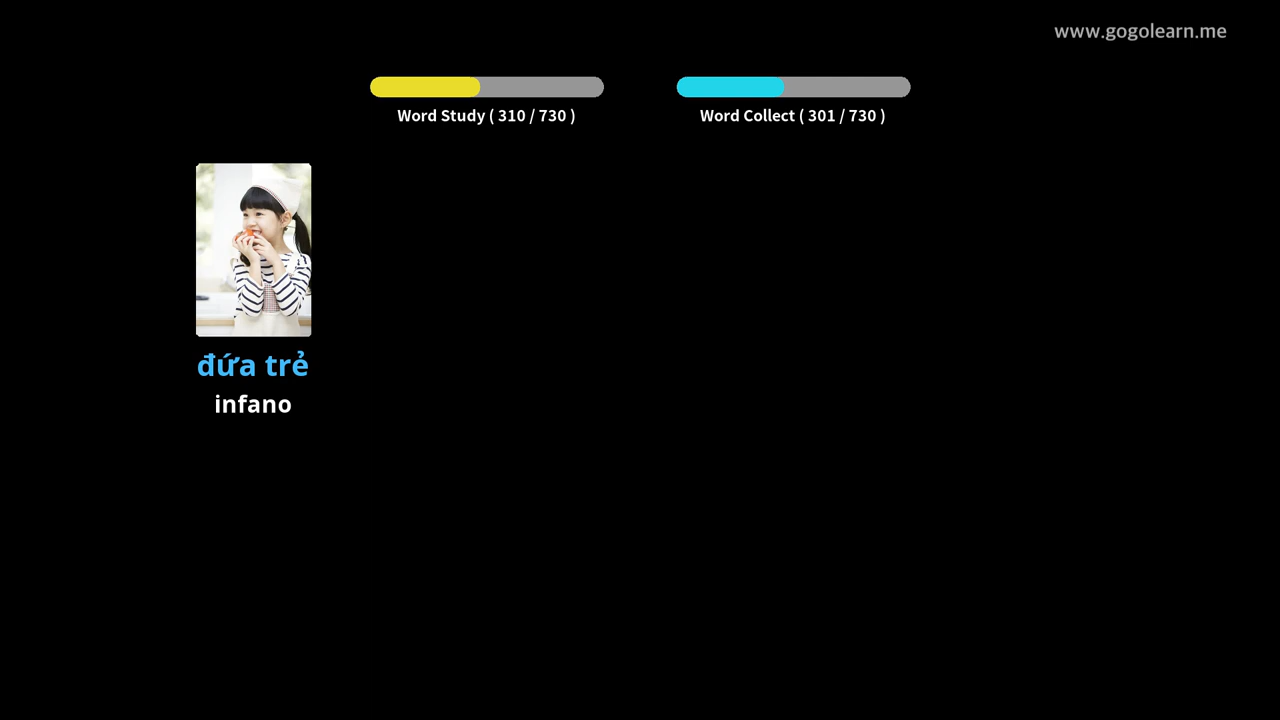 www.gogolearn.me
Word Study ( 310 / 730 )
Word Collect ( 301 / 730 )
đứa trẻ
infano